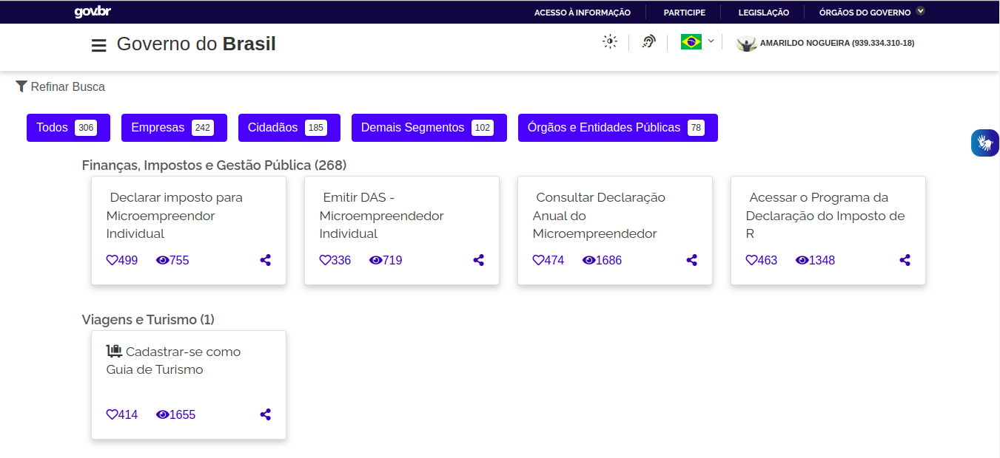 gov.br
ACESSO À INFORMAÇÃO PARTICIPE LEGISLAÇÃO ÓRGÃOS DO GOVERNO
Governo do Brasil
AMARILDO NOGUEIRA (939.334.310-18)
Refinar Busca
Todos 306 Empresas 242 Cidadãos 185 Demais Segmentos 102 Órgãos e Entidades Públicas 78
Finanças, Impostos e Gestão Pública (268)
Declarar imposto para
Microempreendor
Individual
499 755
Emitir DAS -
Microempreendedor
Individual
336 719
Consultar Declaração
Anual do
Microempreendedor
474 1686
Acessar o Programa da
Declaração do Imposto de
R
463 1348
Viagens e Turismo (1)
Cadastrar-se como
Guia de Turismo
414 1655